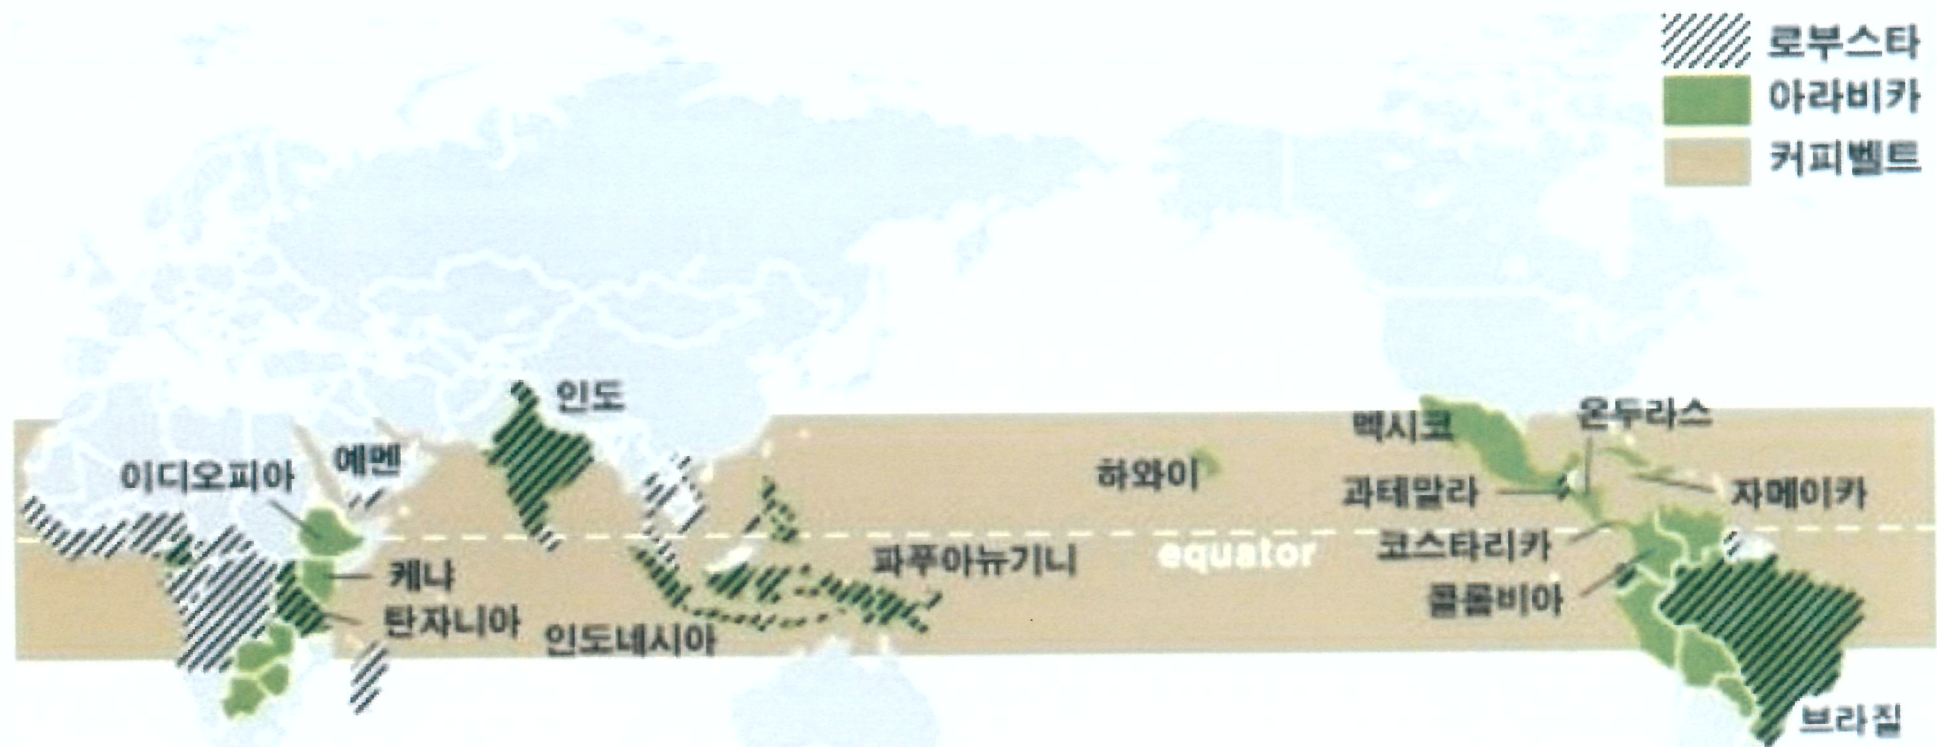 로부스타
아라비카
커피벨트
인도
멕시코
온두라스
예멘
이디오피아
하와이
과테말라
자메이카
equator
코스타리카
파푸아뉴기니
케냐
콜롬비아
탄자니아
인도네시아
브라질